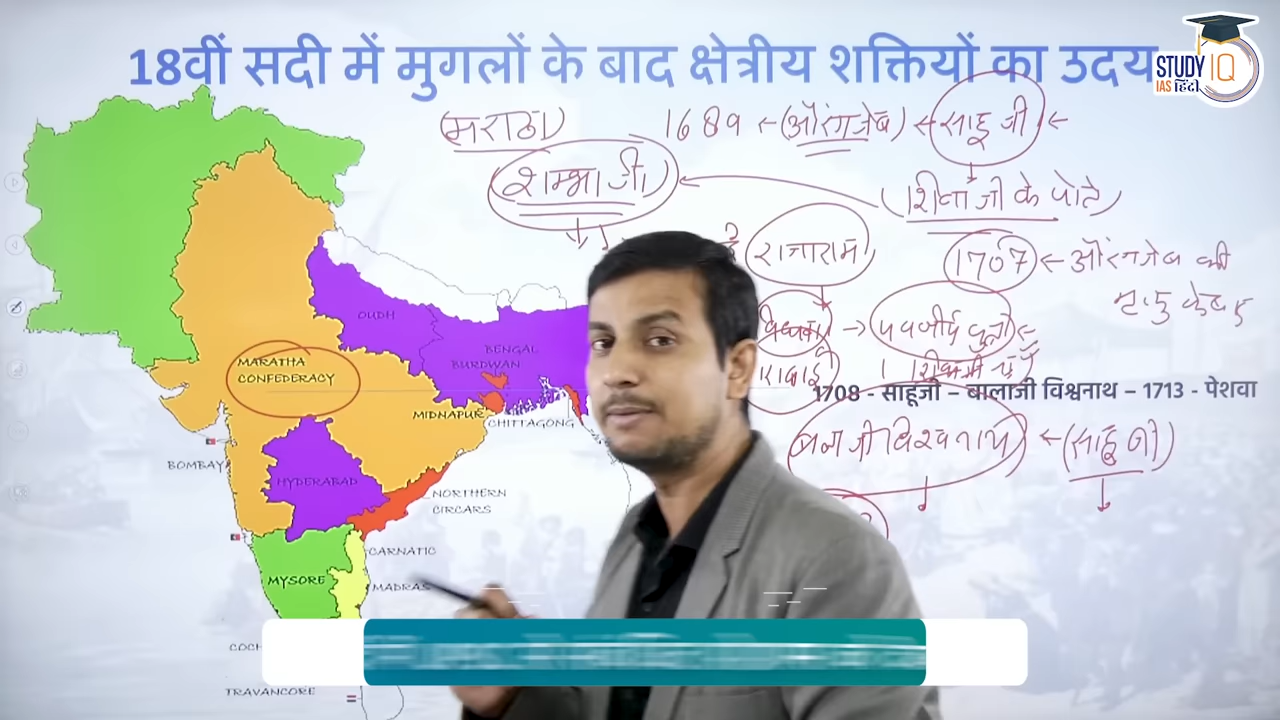 18वीं सदी में मुगलों के बाद क्षेत्रीय शक्तियों का उदय
STUDY IQ
IAS हिंदी
(मराठा) 1689 ← (औरंगजेब) ← साहू जी ←
(शम्भा जी)
(शिवाजी के पोते)
राजाराम
1707 ← औरंगजेब की
मृत्यु के बाद
OUDH
BENGAL
BURDWAN
MARATHA
CONFEDERACY
1708 - साहूजी – बालाजी विश्वनाथ – 1713 - पेशवा
MIDNAPUR
CHITTAGONG
बालाजी विश्वनाथ ← (साहू जी)
BOMBAY
HYDERABAD
NORTHERN
CIRCARS
CARNATIC
MYSORE
MADRAS
TRAVANCORE